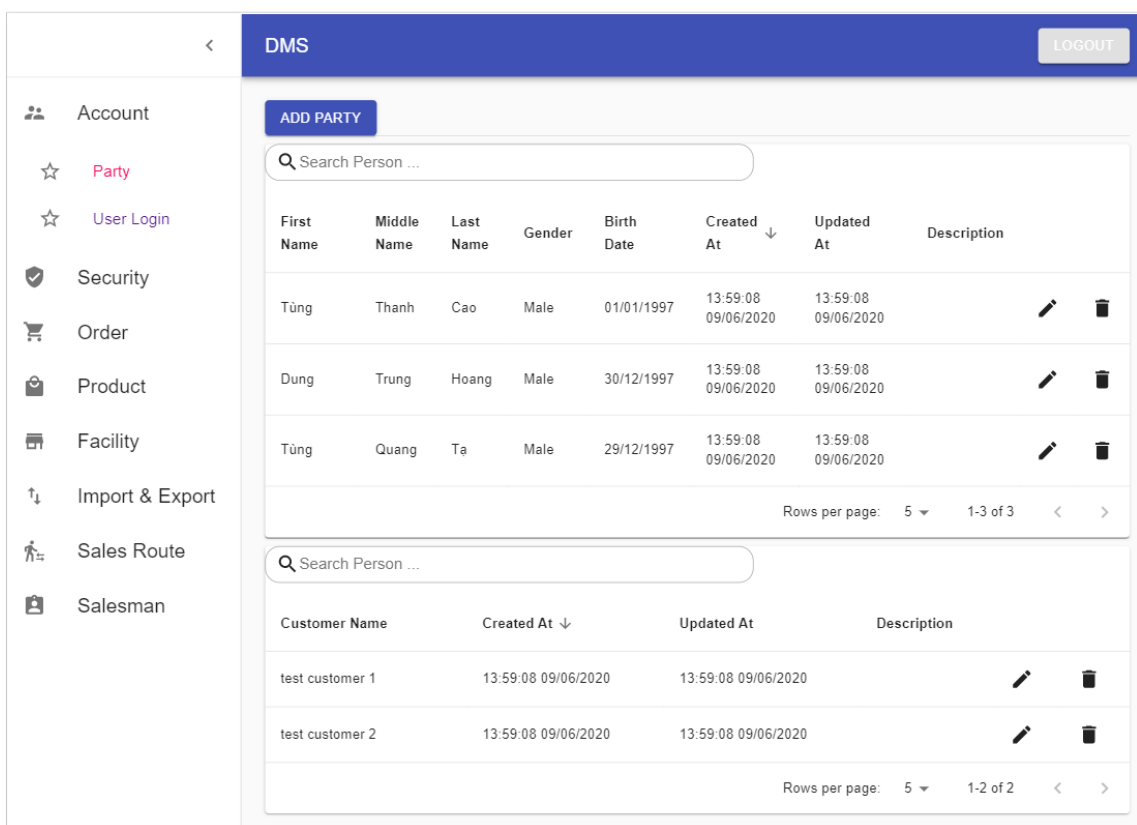 DMS
LOGOUT
Account
Party
User Login
Security
Order
Product
Facility
Import & Export
Sales Route
Salesman
ADD PARTY
Search Person ...
First Name Middle Name Last Name Gender Birth Date Created At Updated At Description
Tùng Thanh Cao Male 01/01/1997 13:59:08 09/06/2020 13:59:08 09/06/2020
Dung Trung Hoang Male 30/12/1997 13:59:08 09/06/2020 13:59:08 09/06/2020
Tùng Quang Tạ Male 29/12/1997 13:59:08 09/06/2020 13:59:08 09/06/2020
Rows per page: 5 1-3 of 3
Search Person ...
Customer Name Created At Updated At Description
test customer 1 13:59:08 09/06/2020 13:59:08 09/06/2020
test customer 2 13:59:08 09/06/2020 13:59:08 09/06/2020
Rows per page: 5 1-2 of 2